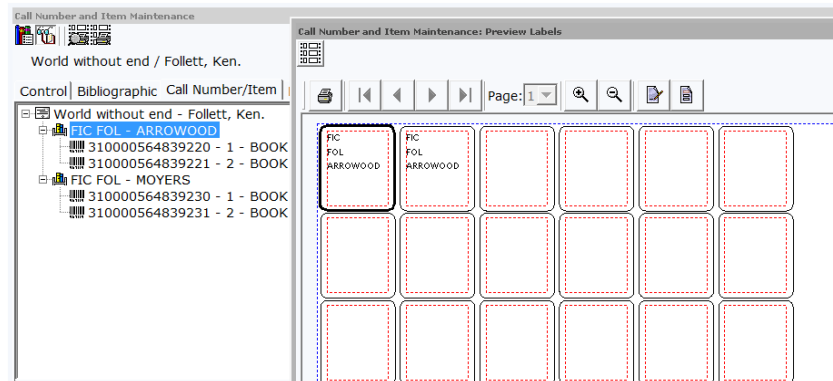 Call Number and Item Maintenance
World without end / Follett, Ken.
Control Bibliographic Call Number/Item
World without end - Follett, Ken.
FIC FOL - ARROWOOD
310000564839220 - 1 - BOOK
310000564839221 - 2 - BOOK
FIC FOL - MOYERS
310000564839230 - 1 - BOOK
310000564839231 - 2 - BOOK
Call Number and Item Maintenance: Preview Labels
Page: 1
FIC
FOL
ARROWOOD
FIC
FOL
ARROWOOD